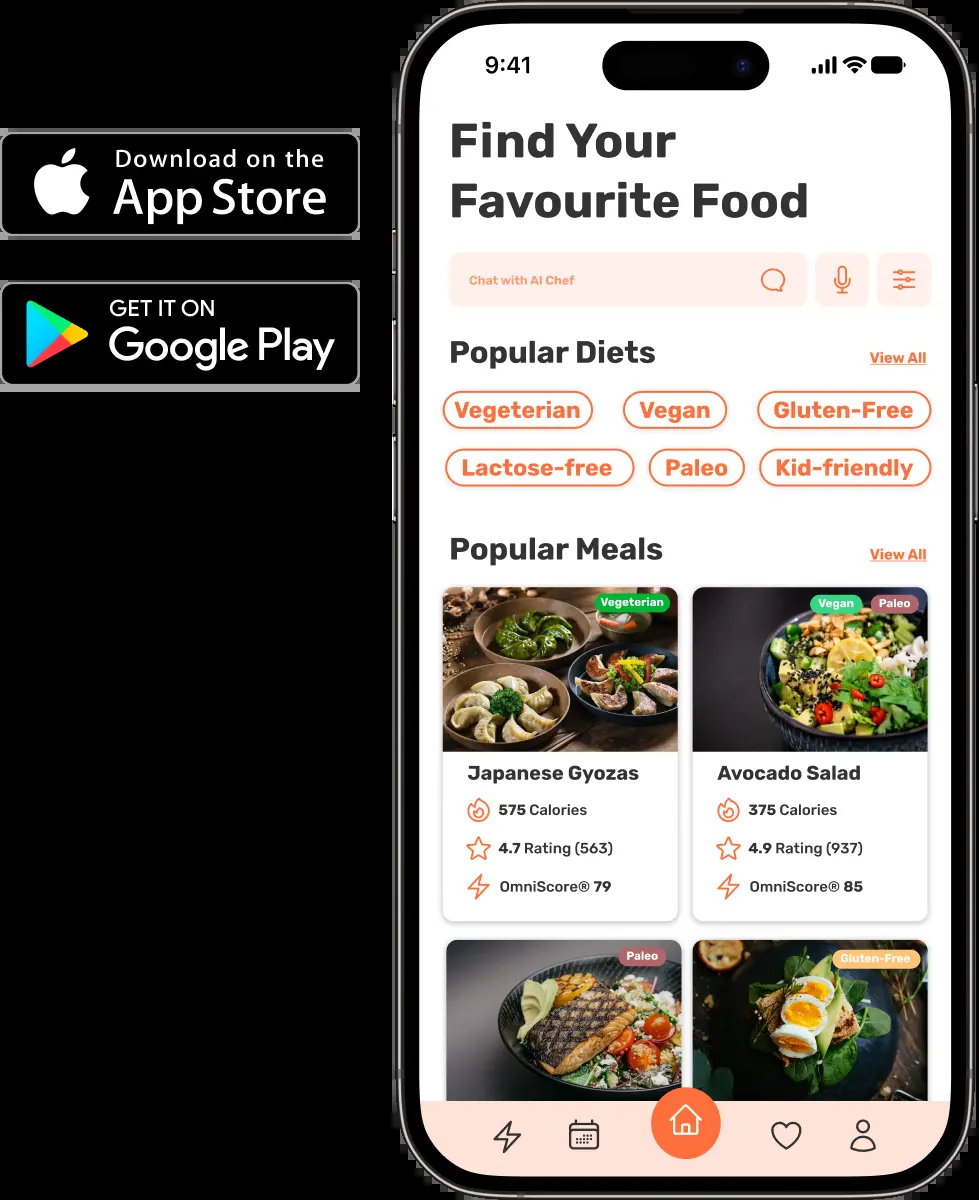 Download on the
App Store
GET IT ON
Google Play
9:41
Find Your
Favourite Food
Chat with AI Chef
Popular Diets
View All
Vegeterian
Vegan
Gluten-Free
Lactose-free
Paleo
Kid-friendly
Popular Meals
View All
Vegeterian
Vegan
Paleo
Japanese Gyozas
Avocado Salad
575 Calories
375 Calories
4.7 Rating (563)
4.9 Rating (937)
OmniScore® 79
OmniScore® 85
Paleo
Gluten-Free